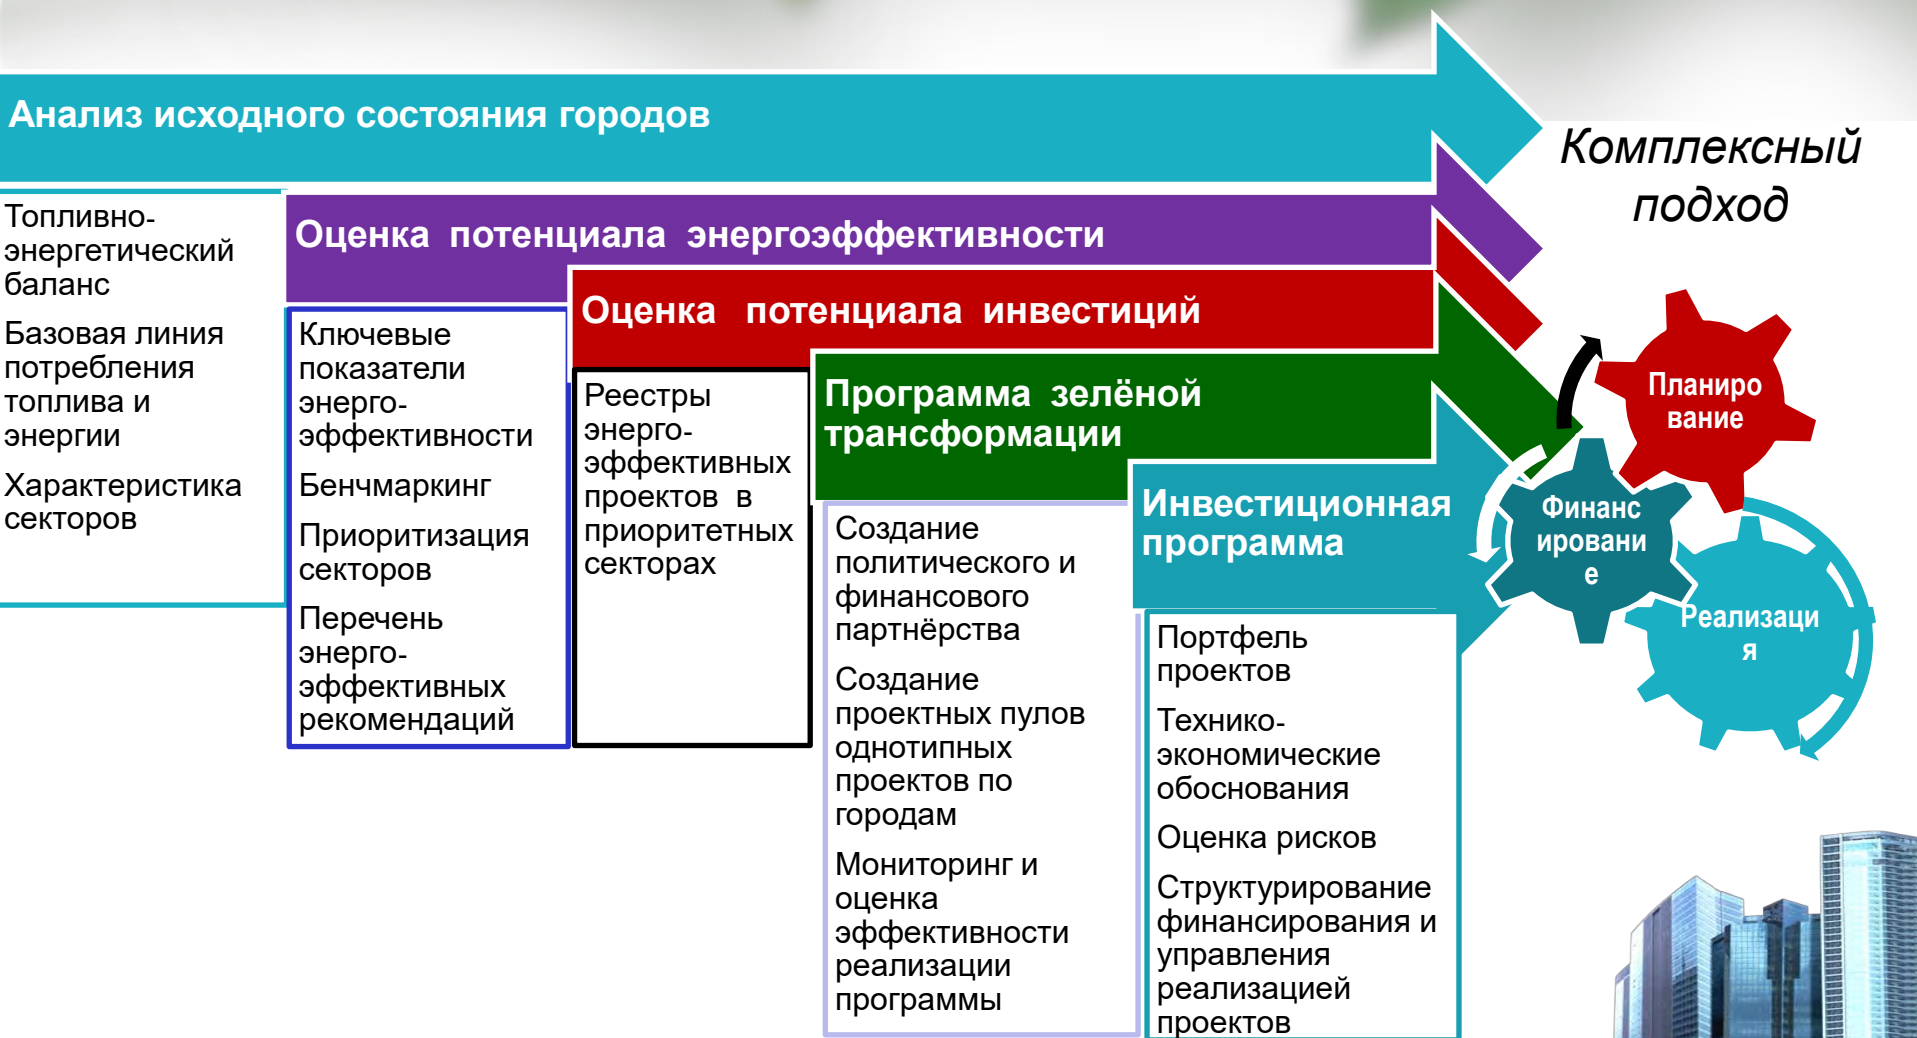 Анализ исходного состояния городов
Комплексный
подход
Топливно-
энергетический
баланс
Базовая линия
потребления
топлива и
энергии
Характеристика
секторов
Оценка потенциала энергоэффективности
Ключевые
показатели
энерго-
эффективности
Бенчмаркинг
Приоритизация
секторов
Перечень
энерго-
эффективных
рекомендаций
Оценка потенциала инвестиций
Реестры
энерго-
эффективных
проектов в
приоритетных
секторах
Программа зелёной
трансформации
Создание
политического и
финансового
партнёрства
Создание
проектных пулов
однотипных
проектов по
городам
Мониторинг и
оценка
эффективности
реализации
программы
Инвестиционная
программа
Портфель
проектов
Технико-
экономические
обоснования
Оценка рисков
Структурирование
финансирования и
управления
реализацией
проектов
Планиро
вание
Финанс
ировани
е
Реализаци
я